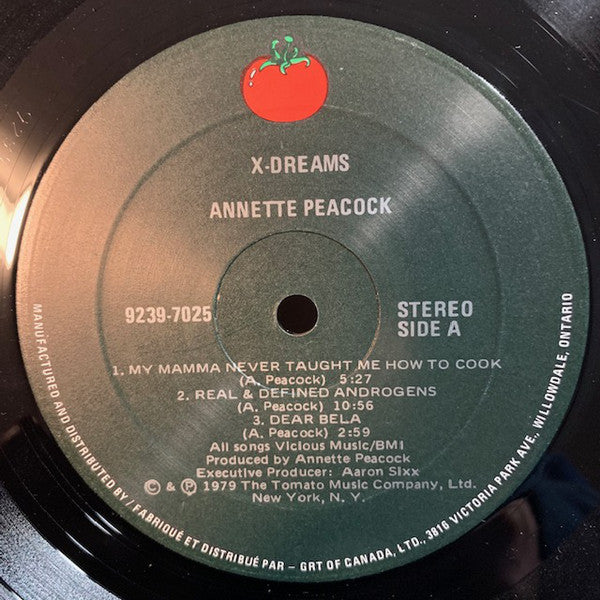 X-DREAMS
ANNETTE PEACOCK
9239-7025
STEREO
SIDE A
1. MY MAMMA NEVER TAUGHT ME HOW TO COOK
(A. Peacock) 5:27
2. REAL & DEFINED ANDROGENS
(A. Peacock) 10:56
3. DEAR BELA
(A. Peacock) 2:59
All songs Vicious Music/BMI
Produced by Annette Peacock
Executive Producer: Aaron Sixx
© & ℗ 1979 The Tomato Music Company, Ltd.
New York, N. Y.
MANUFACTURED AND DISTRIBUTED BY / FABRIQUÉ ET DISTRIBUÉ PAR – GRT OF CANADA, LTD., 3816 VICTORIA PARK AVE., WILLOWDALE, ONTARIO